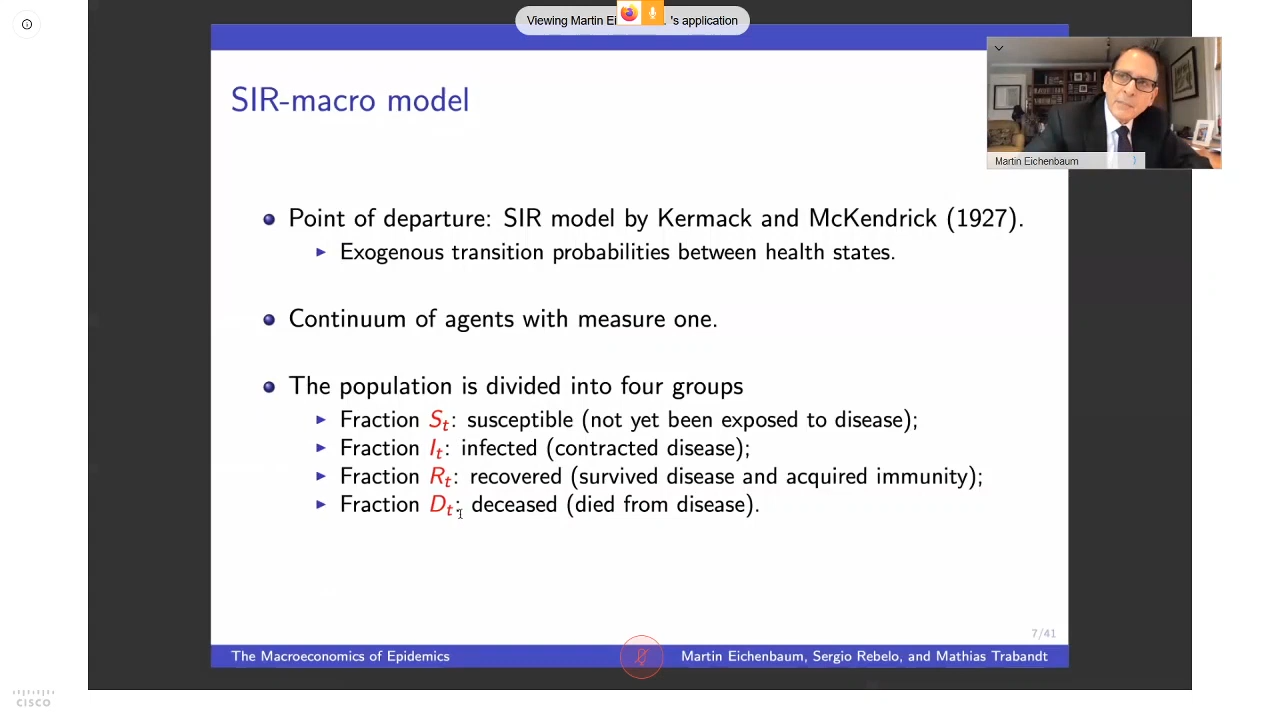 Viewing Martin Ei . 's application
SIR-macro model
Martin Eichenbaum
Point of departure: SIR model by Kermack and McKendrick (1927).
Exogenous transition probabilities between health states.
Continuum of agents with measure one.
The population is divided into four groups
Fraction Sₜ: susceptible (not yet been exposed to disease);
Fraction Iₜ: infected (contracted disease);
Fraction Rₜ: recovered (survived disease and acquired immunity);
Fraction Dₜ: deceased (died from disease).
7/41
The Macroeconomics of Epidemics
Martin Eichenbaum, Sergio Rebelo, and Mathias Trabandt
CISCO